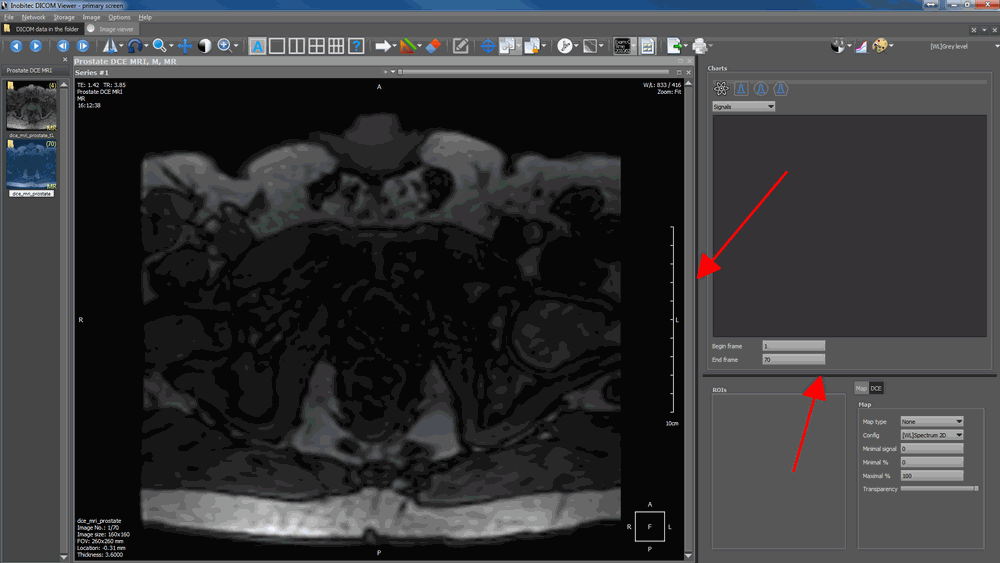 Inobitec DICOM Viewer - primary screen
File Network Storage Image Options Help
DICOM data in the folder
Image viewer
A
?
[WL]Grey level
Prostate DCE MRI
(4)
MR
dce_mri_prostate_t1
(70)
MR
dce_mri_prostate
Prostate DCE MRI, M, MR
Series #1
TE: 1.42 TR: 3.85
Prostate DCE MRI
MR
16:12:38
A
W/L: 833 / 416
Zoom: Fit
R
L
10cm
dce_mri_prostate
Image No.: 1/70
Image size: 160x160
FOV: 260x260 mm
Location: -0.31 mm
Thickness: 3.6000
P
A
R F L
P
Charts
Signals
Begin frame 1
End frame 70
ROIs
Map DCE
Map
Map type None
Config [WL]Spectrum 2D
Minimal signal 0
Minimal % 0
Maximal % 100
Transparency